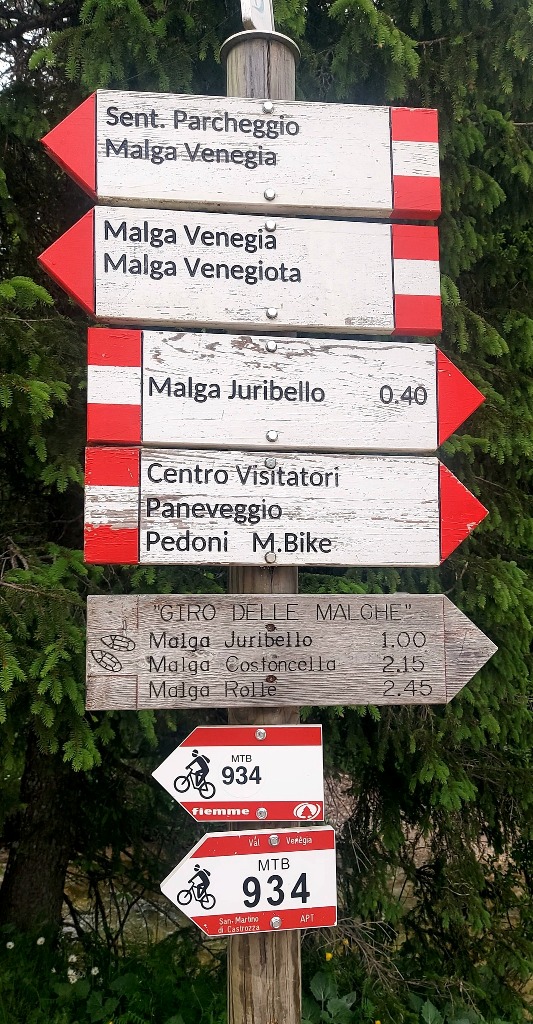 Sent. Parcheggio
Malga Venegia
Malga Venegia
Malga Venegiota
Malga Juribello 0.40
Centro Visitatori
Paneveggio
Pedoni M.Bike
"GIRO DELLE MALGHE"
Malga Juribello 1.00
Malga Costoncella 2.15
Malga Rolle 2.45
MTB
934
fiemme
Val Venegia
MTB
934
San Martino
di Castrozza APT